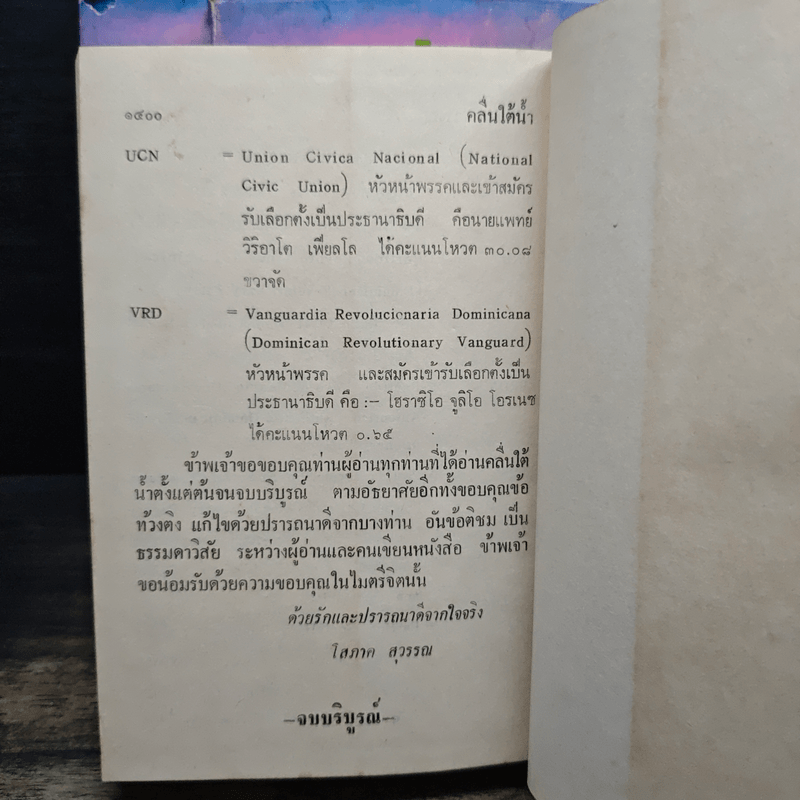 ๑๕๐๐ คลื่นใต้น้ำ
UCN = Union Civica Nacional (National
Civic Union) หัวหน้าพรรคและเข้าสมัคร
รับเลือกตั้งเป็นประธานาธิบดี คือนายแพทย์
วิริอาโต เฟียลโล ได้คะแนนโหวต ๓๐.๐๘
ชวาจัด
VRD = Vanguardia Revolucionaria Dominicana
(Dominican Revolutionary Vanguard)
หัวหน้าพรรค และสมัครเข้ารับเลือกตั้งเป็น
ประธานาธิบดี คือ :– โฮราซิโอ จูลิโอ โอรเนซ
ได้คะแนนโหวต ๐.๖๕
ข้าพเจ้าขอขอบคุณท่านผู้อ่านทุกท่านที่ได้อ่านคลื่นใต้
น้ำตั้งแต่ต้นจนจบบริบูรณ์ ตามอัธยาศัยอีกทั้งขอบคุณข้อ
ท้วงติง แก้ไขด้วยปรารถนาดีจากบางท่าน อันข้อติชม เป็น
ธรรมดาวิสัย ระหว่างผู้อ่านและคนเขียนหนังสือ ข้าพเจ้า
ขอน้อมรับด้วยความขอบคุณในไมตรีจิตนั้น
ด้วยรักและปรารถนาดีจากใจจริง
โสภาค สุวรรณ
–จบบริบูรณ์–